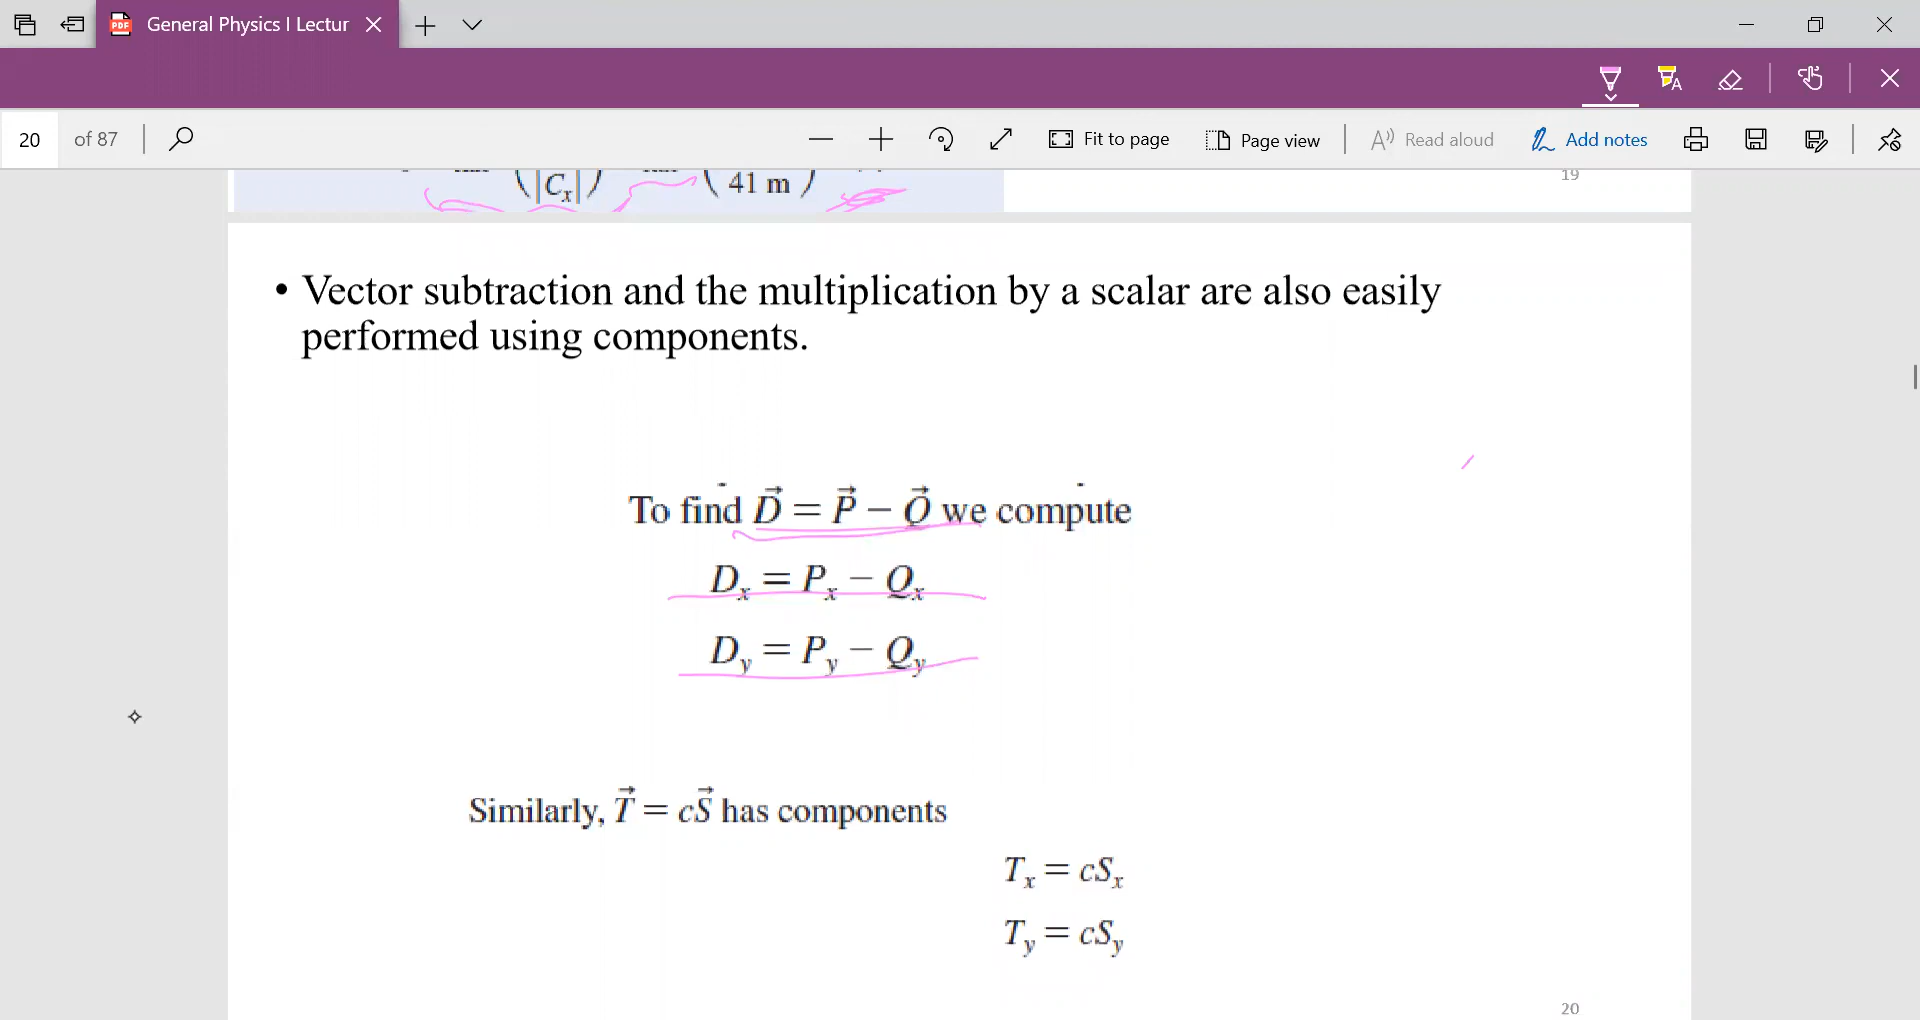 General Physics I Lectur
20 of 87
Fit to page
Page view
Read aloud
Add notes
|Cx|
41 m
19
• Vector subtraction and the multiplication by a scalar are also easily
performed using components.
To find D⃗ = P⃗ − Q⃗ we compute
Dx = Px − Qx
Dy = Py − Qy
Similarly, T⃗ = cS⃗ has components
Tx = cSx
Ty = cSy
20